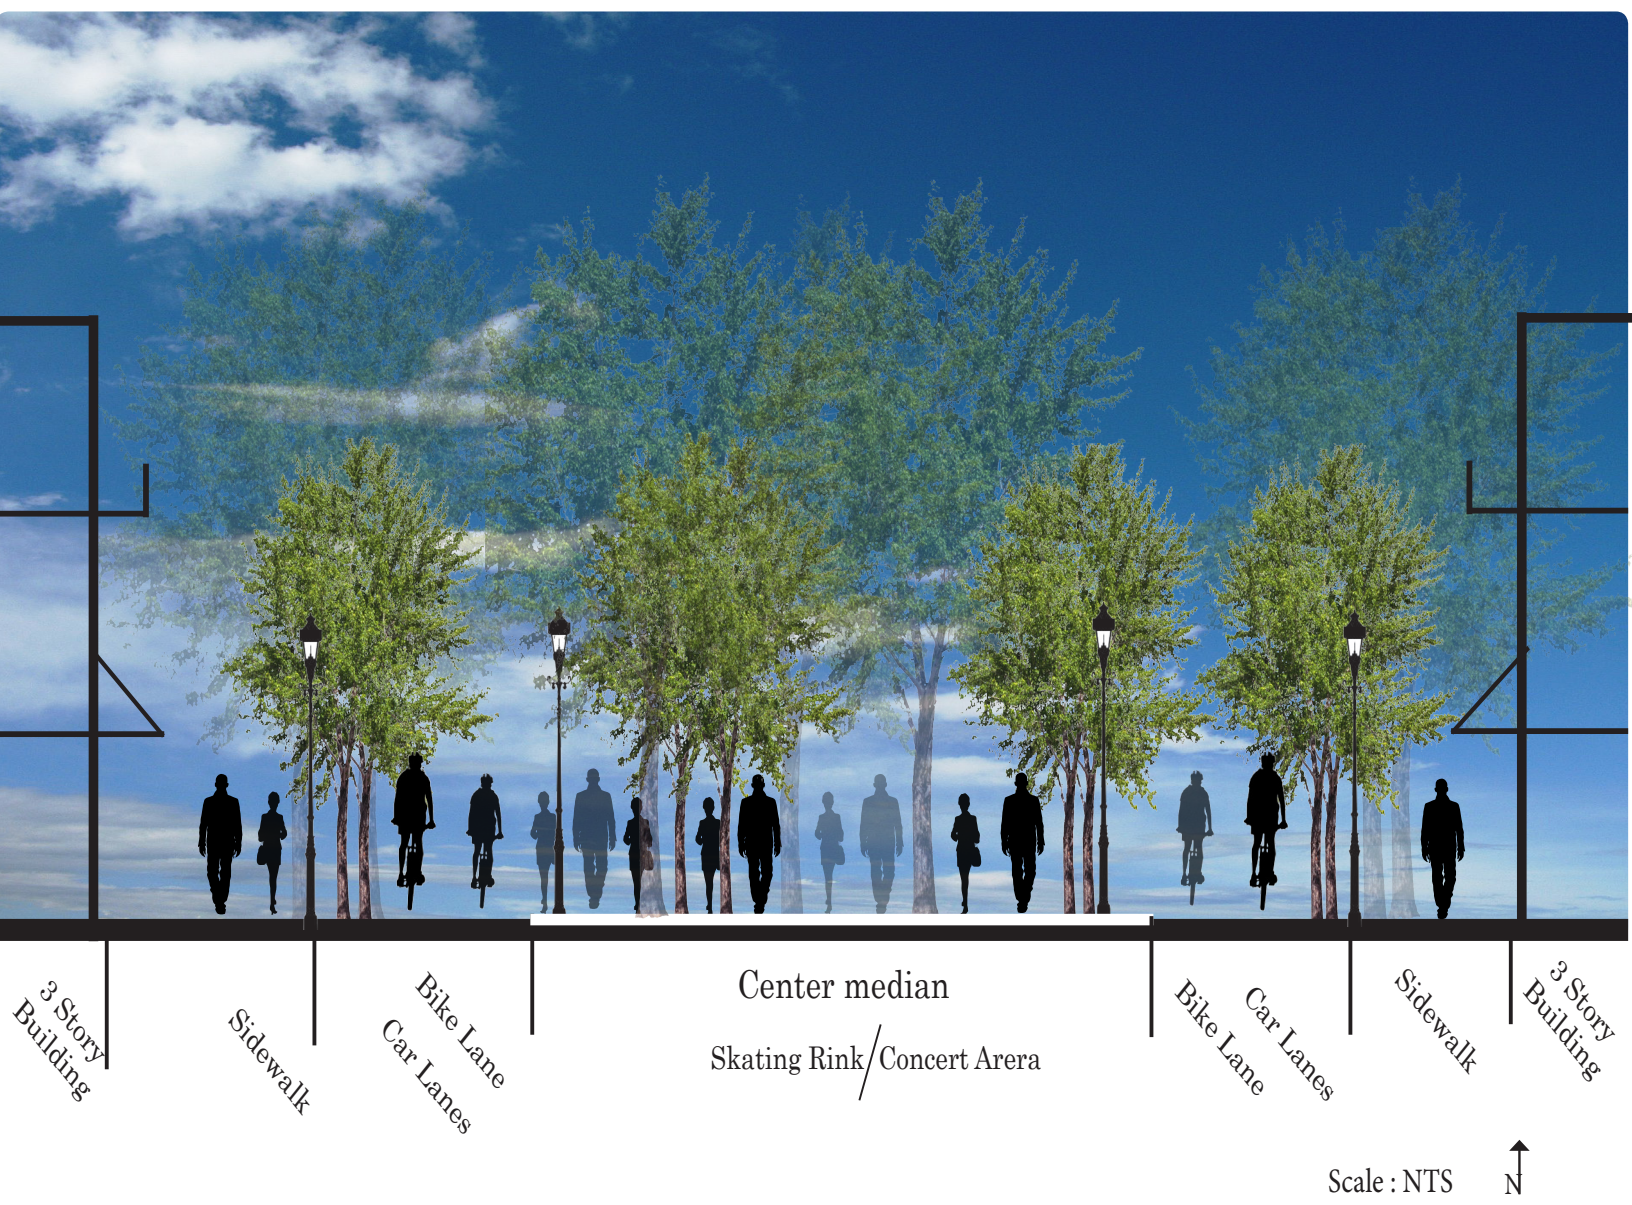 3 Story
Building
Sidewalk
Bike Lane
Car Lanes
Center median
Skating Rink/Concert Arera
Bike Lane
Car Lanes
Sidewalk
3 Story
Building
Scale : NTS
N